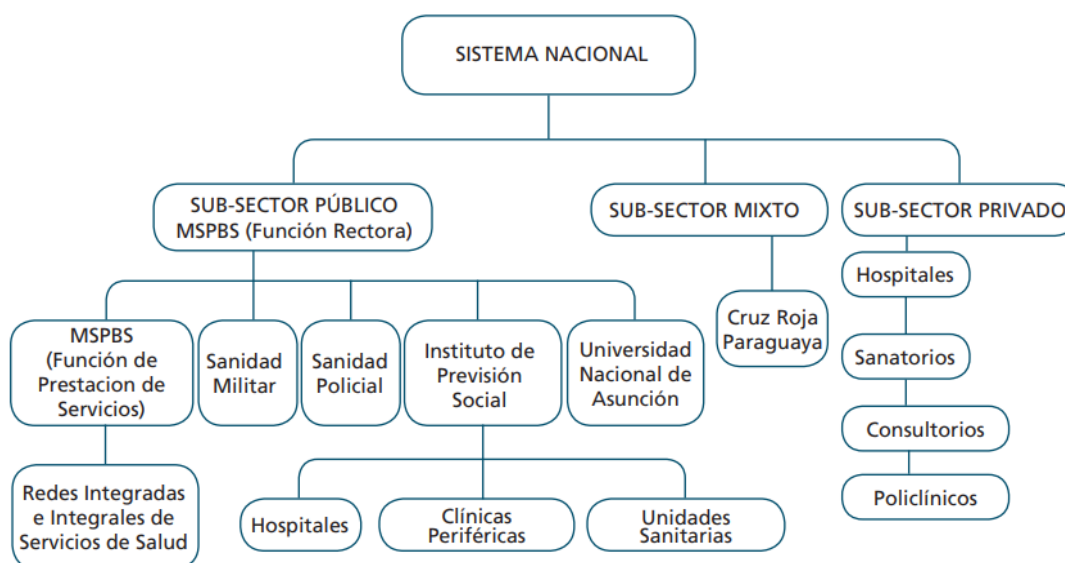 SISTEMA NACIONAL
SUB-SECTOR PÚBLICO
MSPBS (Función Rectora)
SUB-SECTOR MIXTO
SUB-SECTOR PRIVADO
MSPBS
(Función de
Prestacion de
Servicios)
Sanidad
Militar
Sanidad
Policial
Instituto de
Previsión
Social
Universidad
Nacional de
Asunción
Cruz Roja
Paraguaya
Hospitales
Sanatorios
Consultorios
Policlínicos
Redes Integradas
e Integrales de
Servicios de Salud
Hospitales
Clínicas
Periféricas
Unidades
Sanitarias